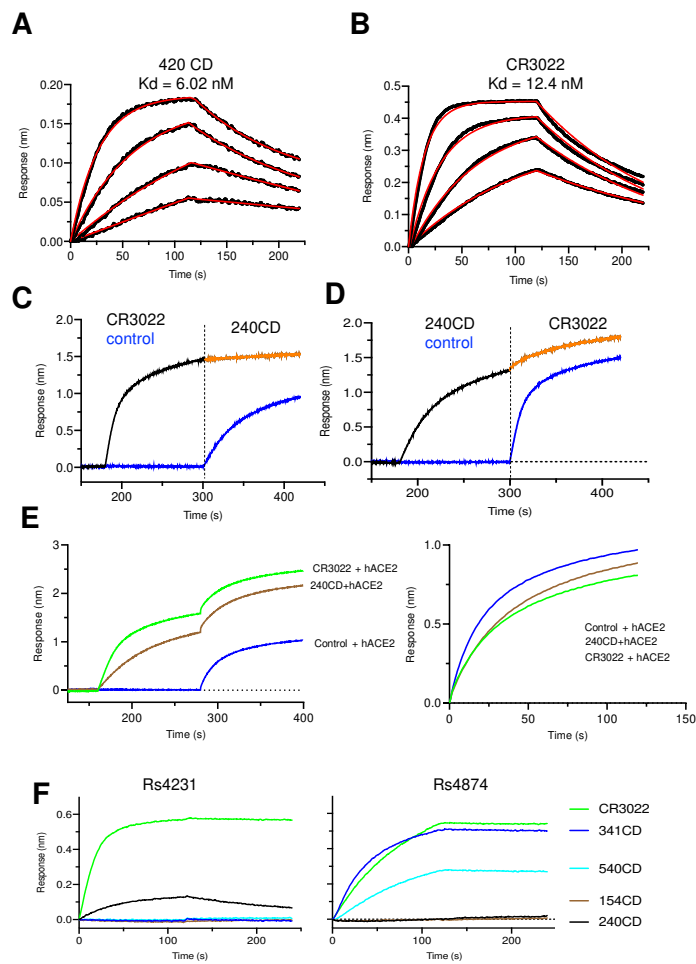 A
420 CD
Kd = 6.02 nM
0.20
0.15
0.10
0.05
0.00
Response (nm)
0 50 100 150 200
Time (s)
B
CR3022
Kd = 12.4 nM
0.5
0.4
0.3
0.2
0.1
0.0
Response (nm)
0 50 100 150 200
Time (s)
C
CR3022
control
240CD
2.0
1.5
1.0
0.5
0.0
Response (nm)
200 300 400
Time (s)
D
240CD
control
CR3022
2.0
1.5
1.0
0.5
0.0
Response (nm)
200 300 400
Time (s)
E
3
2
1
0
Response (nm)
CR3022 + hACE2
240CD+hACE2
Control + hACE2
200 300 400
Time (s)
1.0
0.5
0.0
Response (nm)
Control + hACE2
240CD+hACE2
CR3022 + hACE2
0 50 100 150
Time (s)
F
Rs4231
0.6
0.4
0.2
0.0
Response (nm)
0 100 200
Time (s)
Rs4874
0 100 200
Time (s)
CR3022
341CD
540CD
154CD
240CD